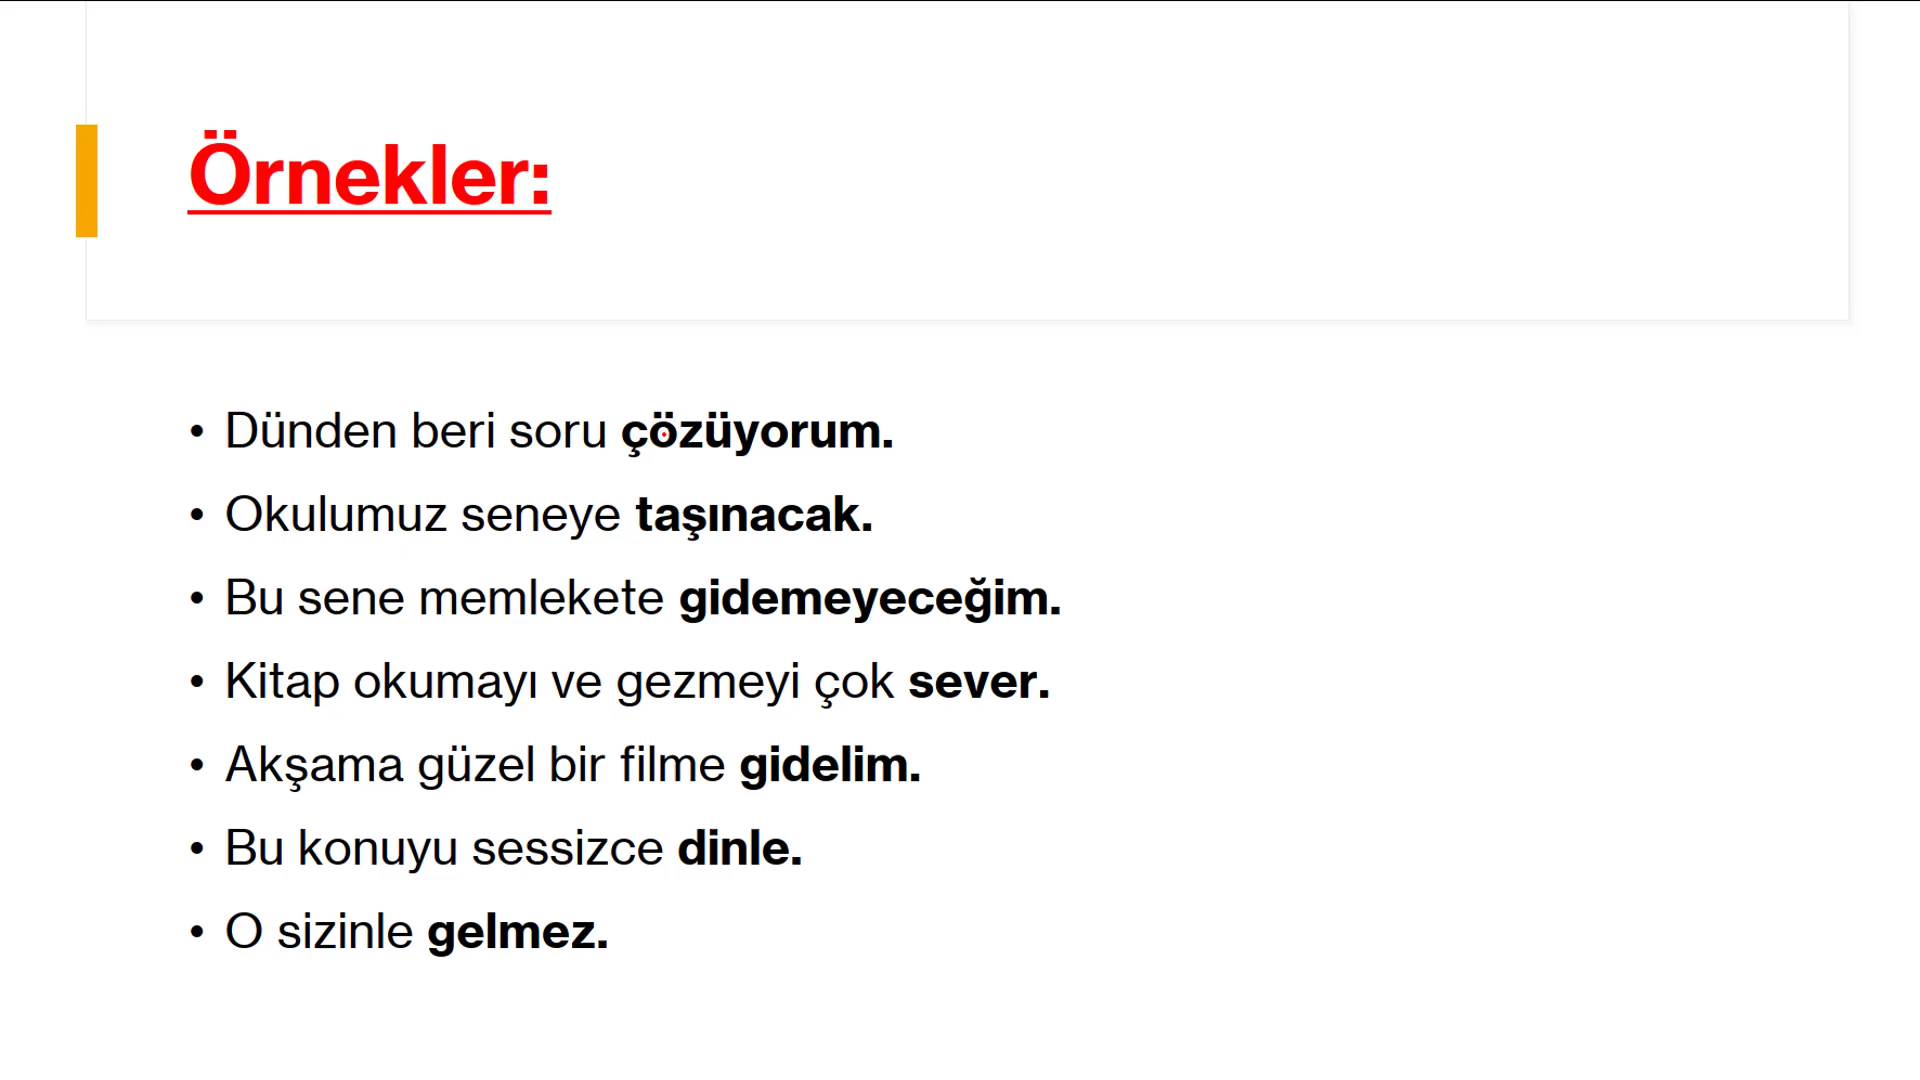 Örnekler:
• Dünden beri soru çözüyorum.
• Okulumuz seneye taşınacak.
• Bu sene memlekete gidemeyeceğim.
• Kitap okumayı ve gezmeyi çok sever.
• Akşama güzel bir filme gidelim.
• Bu konuyu sessizce dinle.
• O sizinle gelmez.